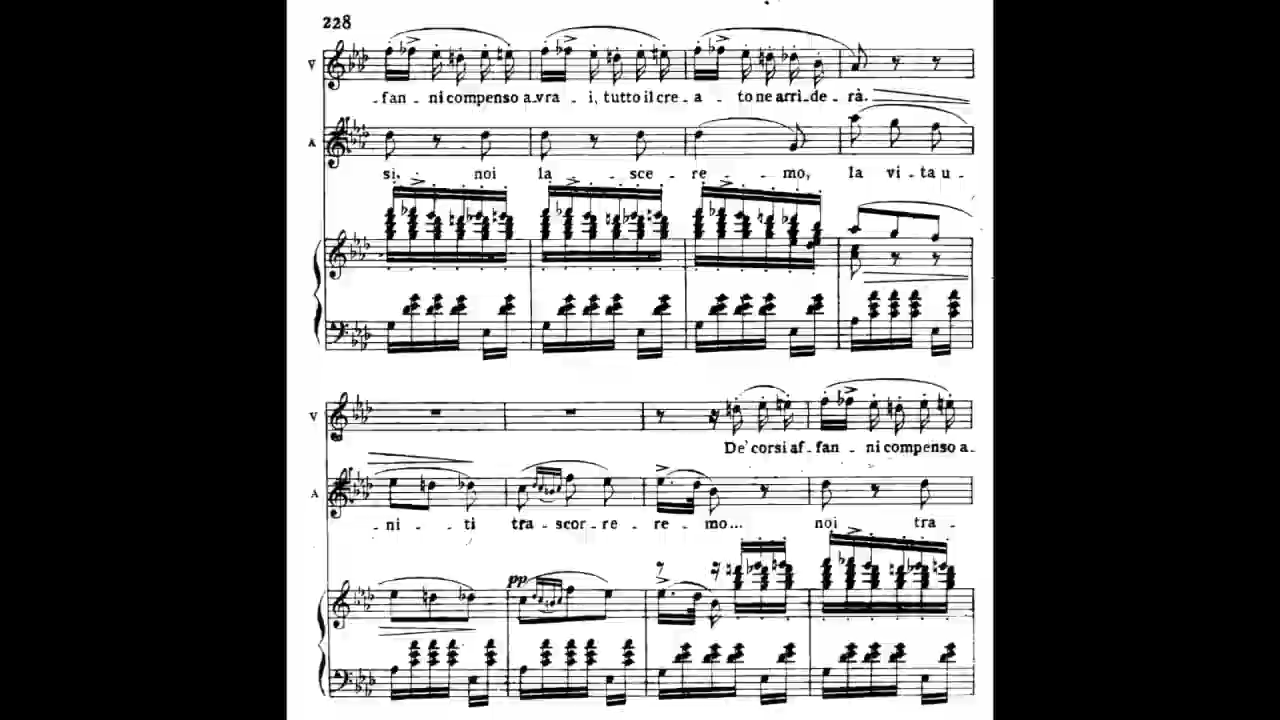 228
V
-fan - ni compenso a-vra - i, tutto il cre - a - to ne arri-de - rà.
A
si, noi la - sce - re - mo, la vi-ta u-
V
De' corsi af-fan - ni compenso a-
A
- ni - ti tra-scor-re-re - mo... noi tra-
pp